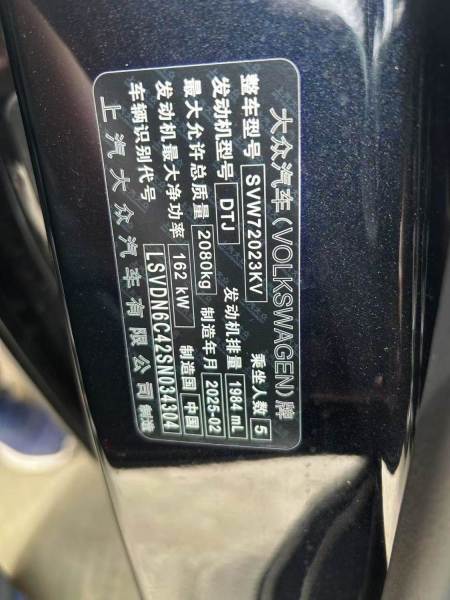 大众汽车(VOLKSWAGEN)牌
整车型号 SVW72023KV 乘坐人数 5
发动机型号 DTJ 发动机排量 1984 mL
最大允许总质量 2080kg 制造年月 2025-02
发动机最大净功率 162 kW 制造国 中国
车辆识别代号 LSVDN6C42SN034304
上汽大众汽车有限公司 制造